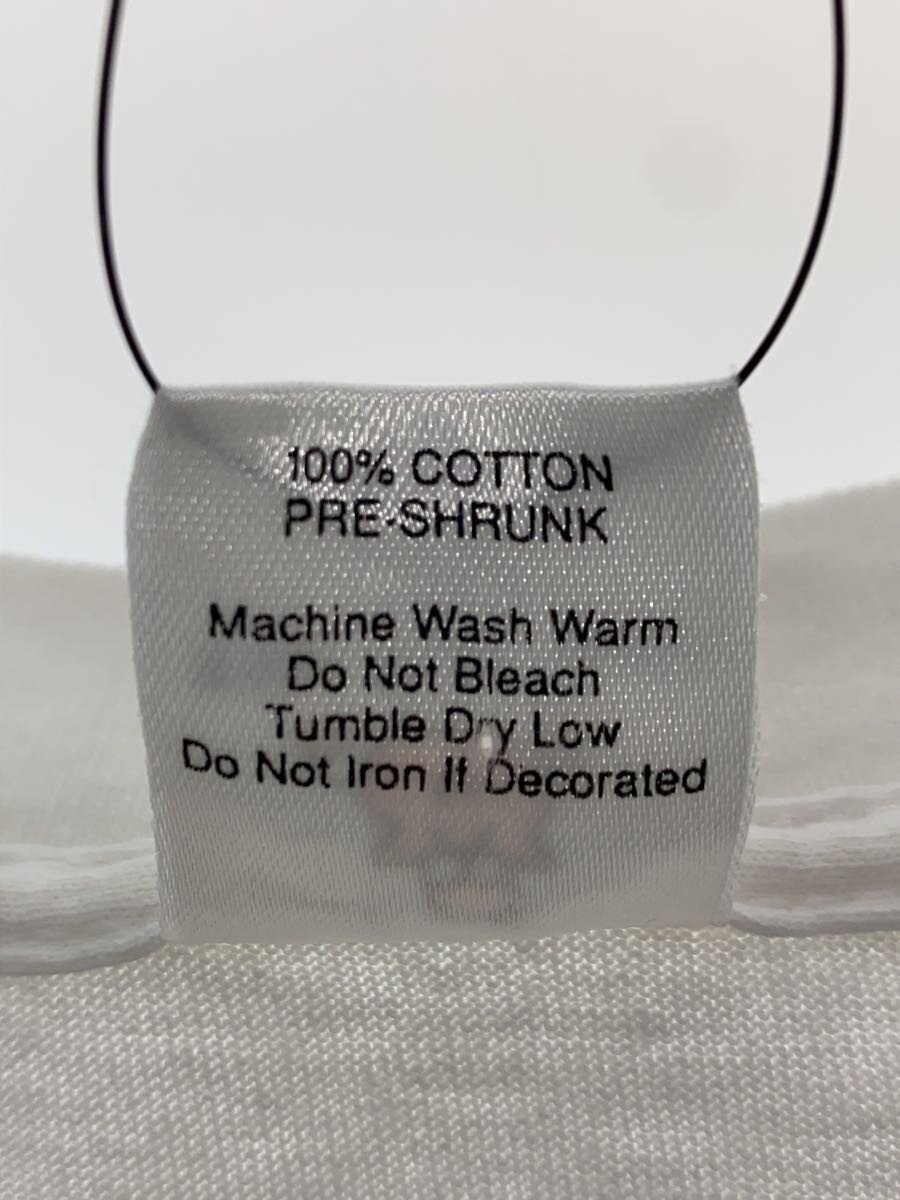 100% COTTON
PRE-SHRUNK
Machine Wash Warm
Do Not Bleach
Tumble Dry Low
Do Not Iron If Decorated